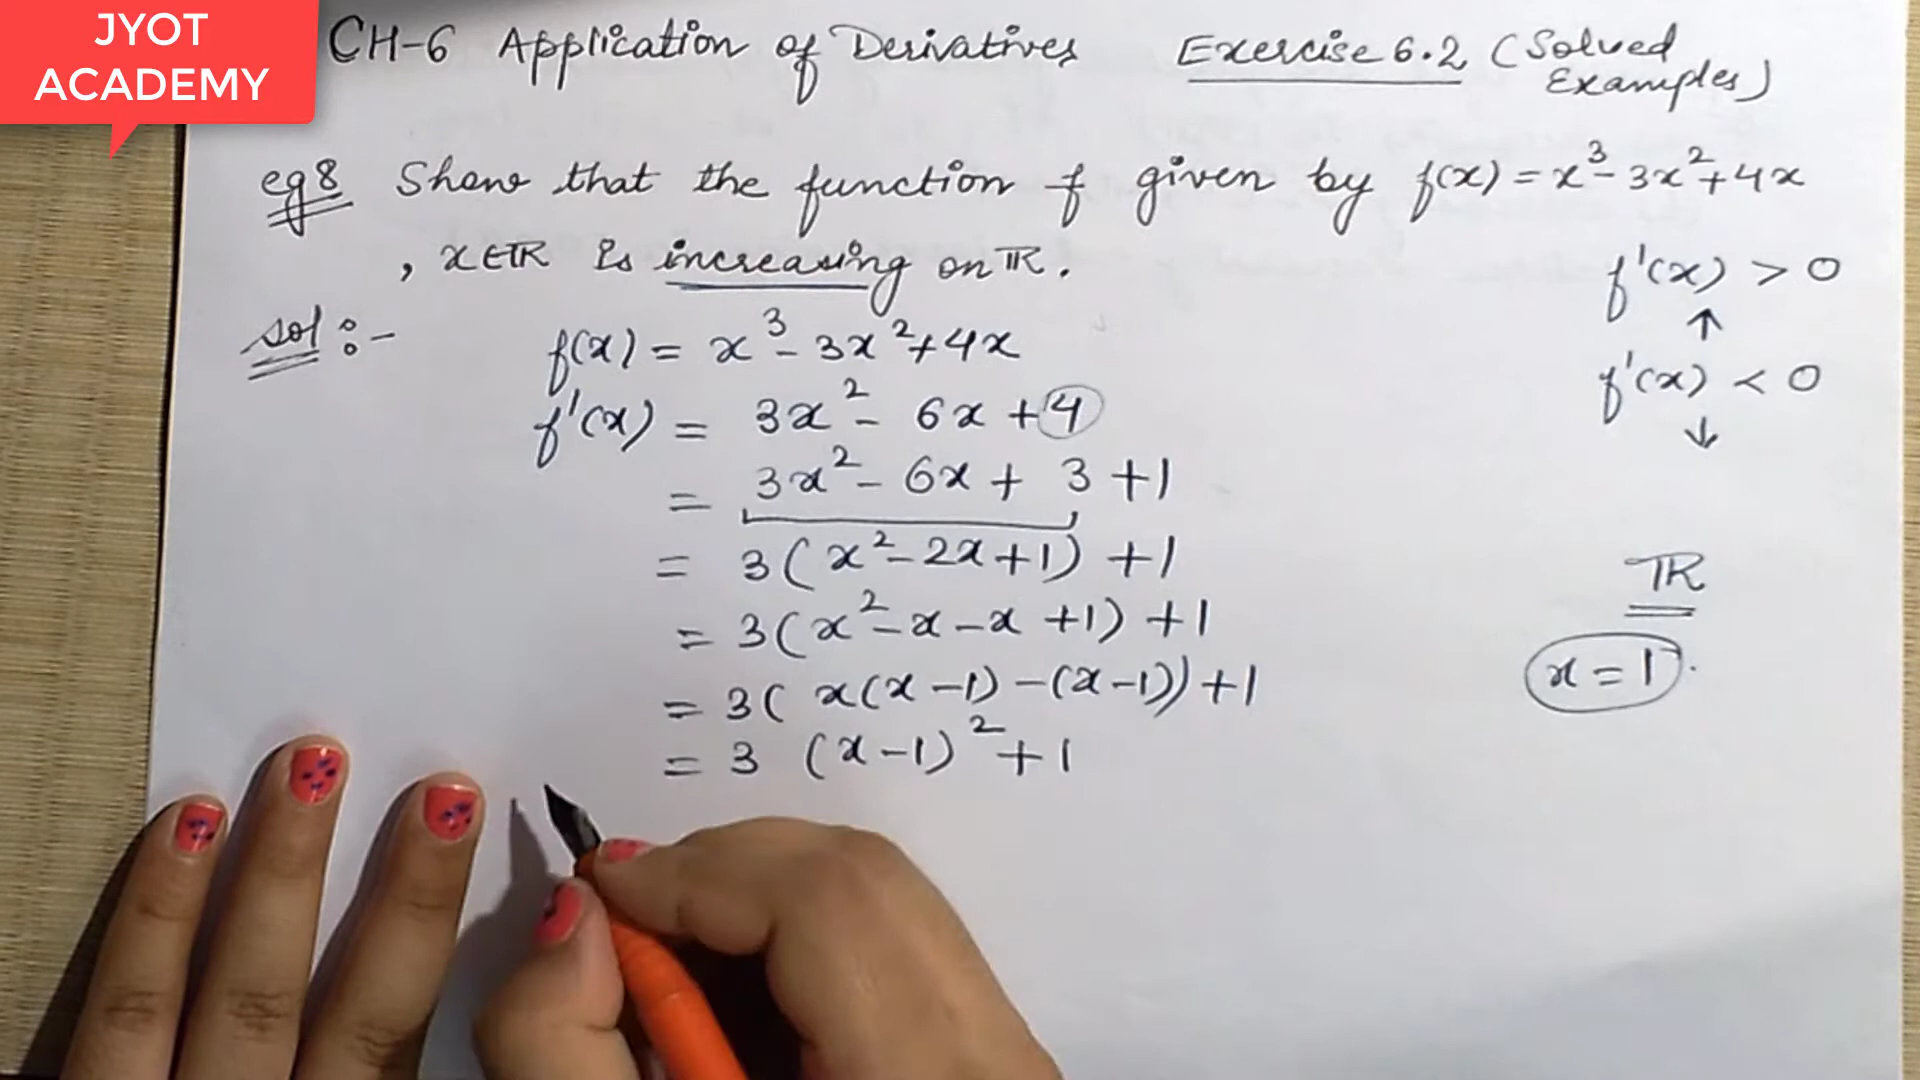 JYOT
ACADEMY
CH-6 Application of Derivatives Exercise 6.2 (Solved Examples)
eg 8 Show that the function f given by f(x) = x³ - 3x² + 4x
, x∈ℝ is increasing on ℝ.
f'(x) > 0
↑
f'(x) < 0
↓
sol :-
f(x) = x³ - 3x² + 4x
f'(x) = 3x² - 6x + 4
= 3x² - 6x + 3 + 1
= 3(x² - 2x + 1) + 1
= 3(x² - x - x + 1) + 1
= 3( x(x - 1) - (x - 1)) + 1
= 3 (x - 1)² + 1
ℝ
x = 1.